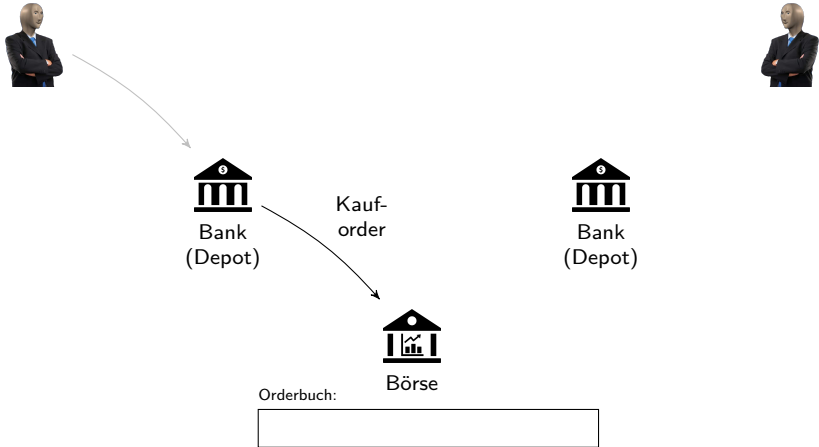 Kauf-
order
Bank
(Depot)
Bank
(Depot)
Börse
Orderbuch: